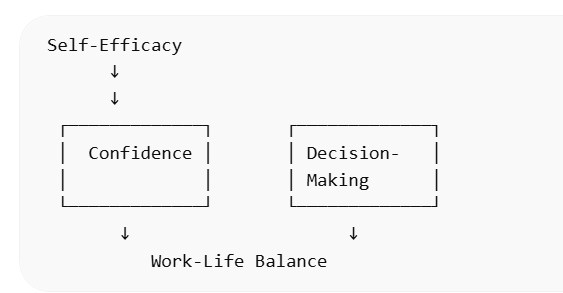 Self-Efficacy
Confidence
Decision-
Making
Work-Life Balance